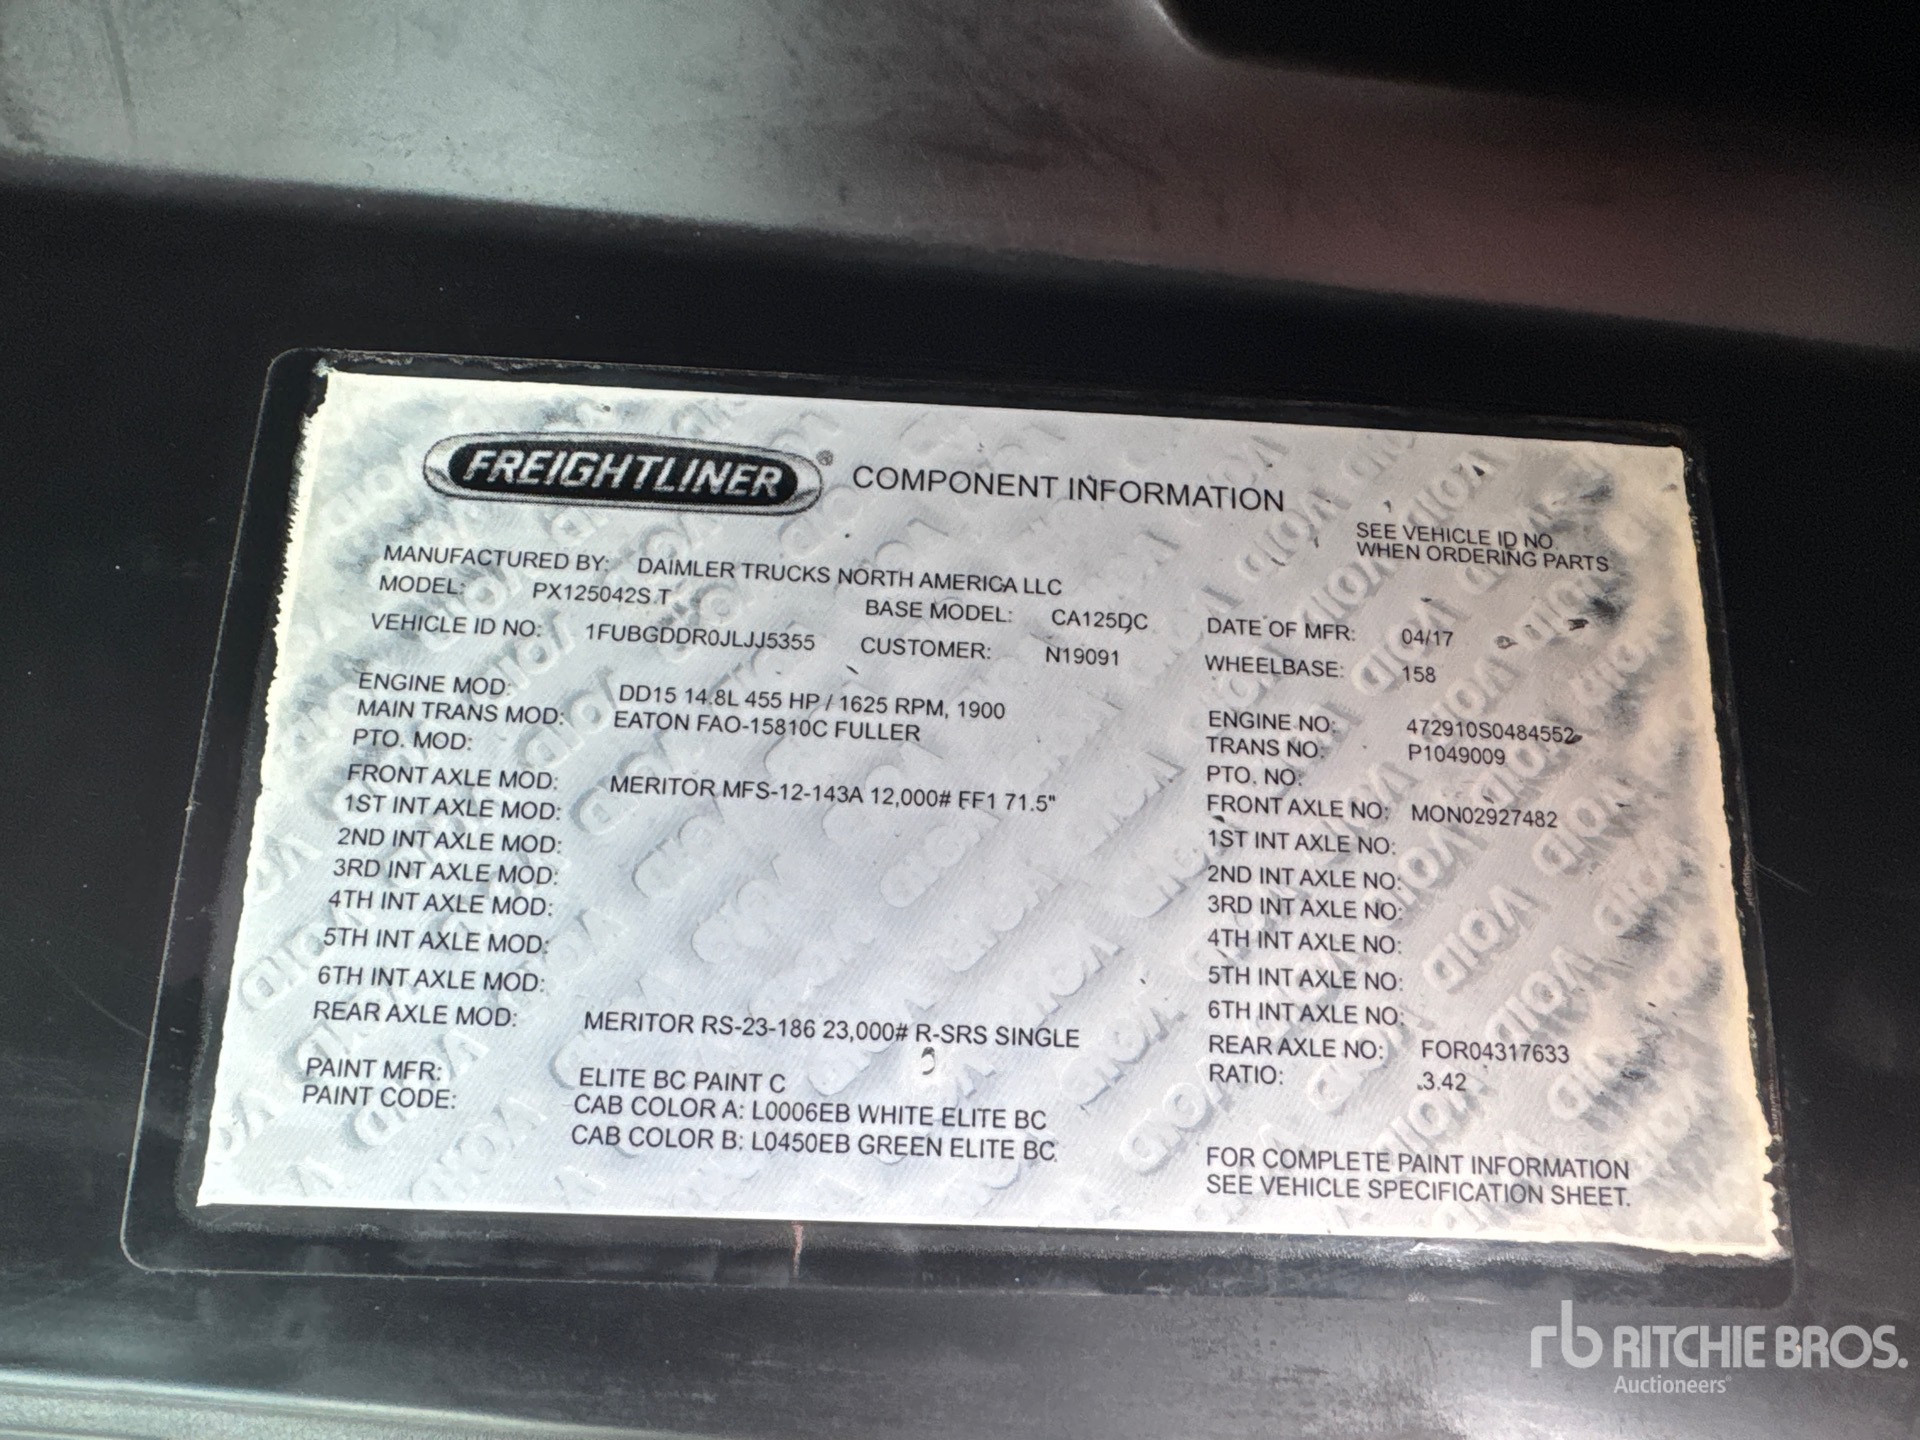 FREIGHTLINER ® COMPONENT INFORMATION
SEE VEHICLE ID NO.
WHEN ORDERING PARTS
MANUFACTURED BY: DAIMLER TRUCKS NORTH AMERICA LLC
MODEL: PX125042S T BASE MODEL: CA125DC DATE OF MFR: 04/17
VEHICLE ID NO: 1FUBGDDR0JLJJ5355 CUSTOMER: N19091 WHEELBASE: 158
ENGINE MOD: DD15 14.8L 455 HP / 1625 RPM, 1900 ENGINE NO: 472910S0484552
MAIN TRANS MOD: EATON FAO-15810C FULLER TRANS NO: P1049009
PTO. MOD: PTO. NO:
FRONT AXLE MOD: MERITOR MFS-12-143A 12,000# FF1 71.5" FRONT AXLE NO: MON02927482
1ST INT AXLE MOD: 1ST INT AXLE NO:
2ND INT AXLE MOD: 2ND INT AXLE NO:
3RD INT AXLE MOD: 3RD INT AXLE NO:
4TH INT AXLE MOD: 4TH INT AXLE NO:
5TH INT AXLE MOD: 5TH INT AXLE NO:
6TH INT AXLE MOD: 6TH INT AXLE NO:
REAR AXLE MOD: MERITOR RS-23-186 23,000# R-SRS SINGLE REAR AXLE NO: FOR04317633
RATIO: 3.42
PAINT MFR: ELITE BC PAINT C
PAINT CODE: CAB COLOR A: L0006EB WHITE ELITE BC
CAB COLOR B: L0450EB GREEN ELITE BC
FOR COMPLETE PAINT INFORMATION
SEE VEHICLE SPECIFICATION SHEET.
rb RITCHIE BROS.
Auctioneers